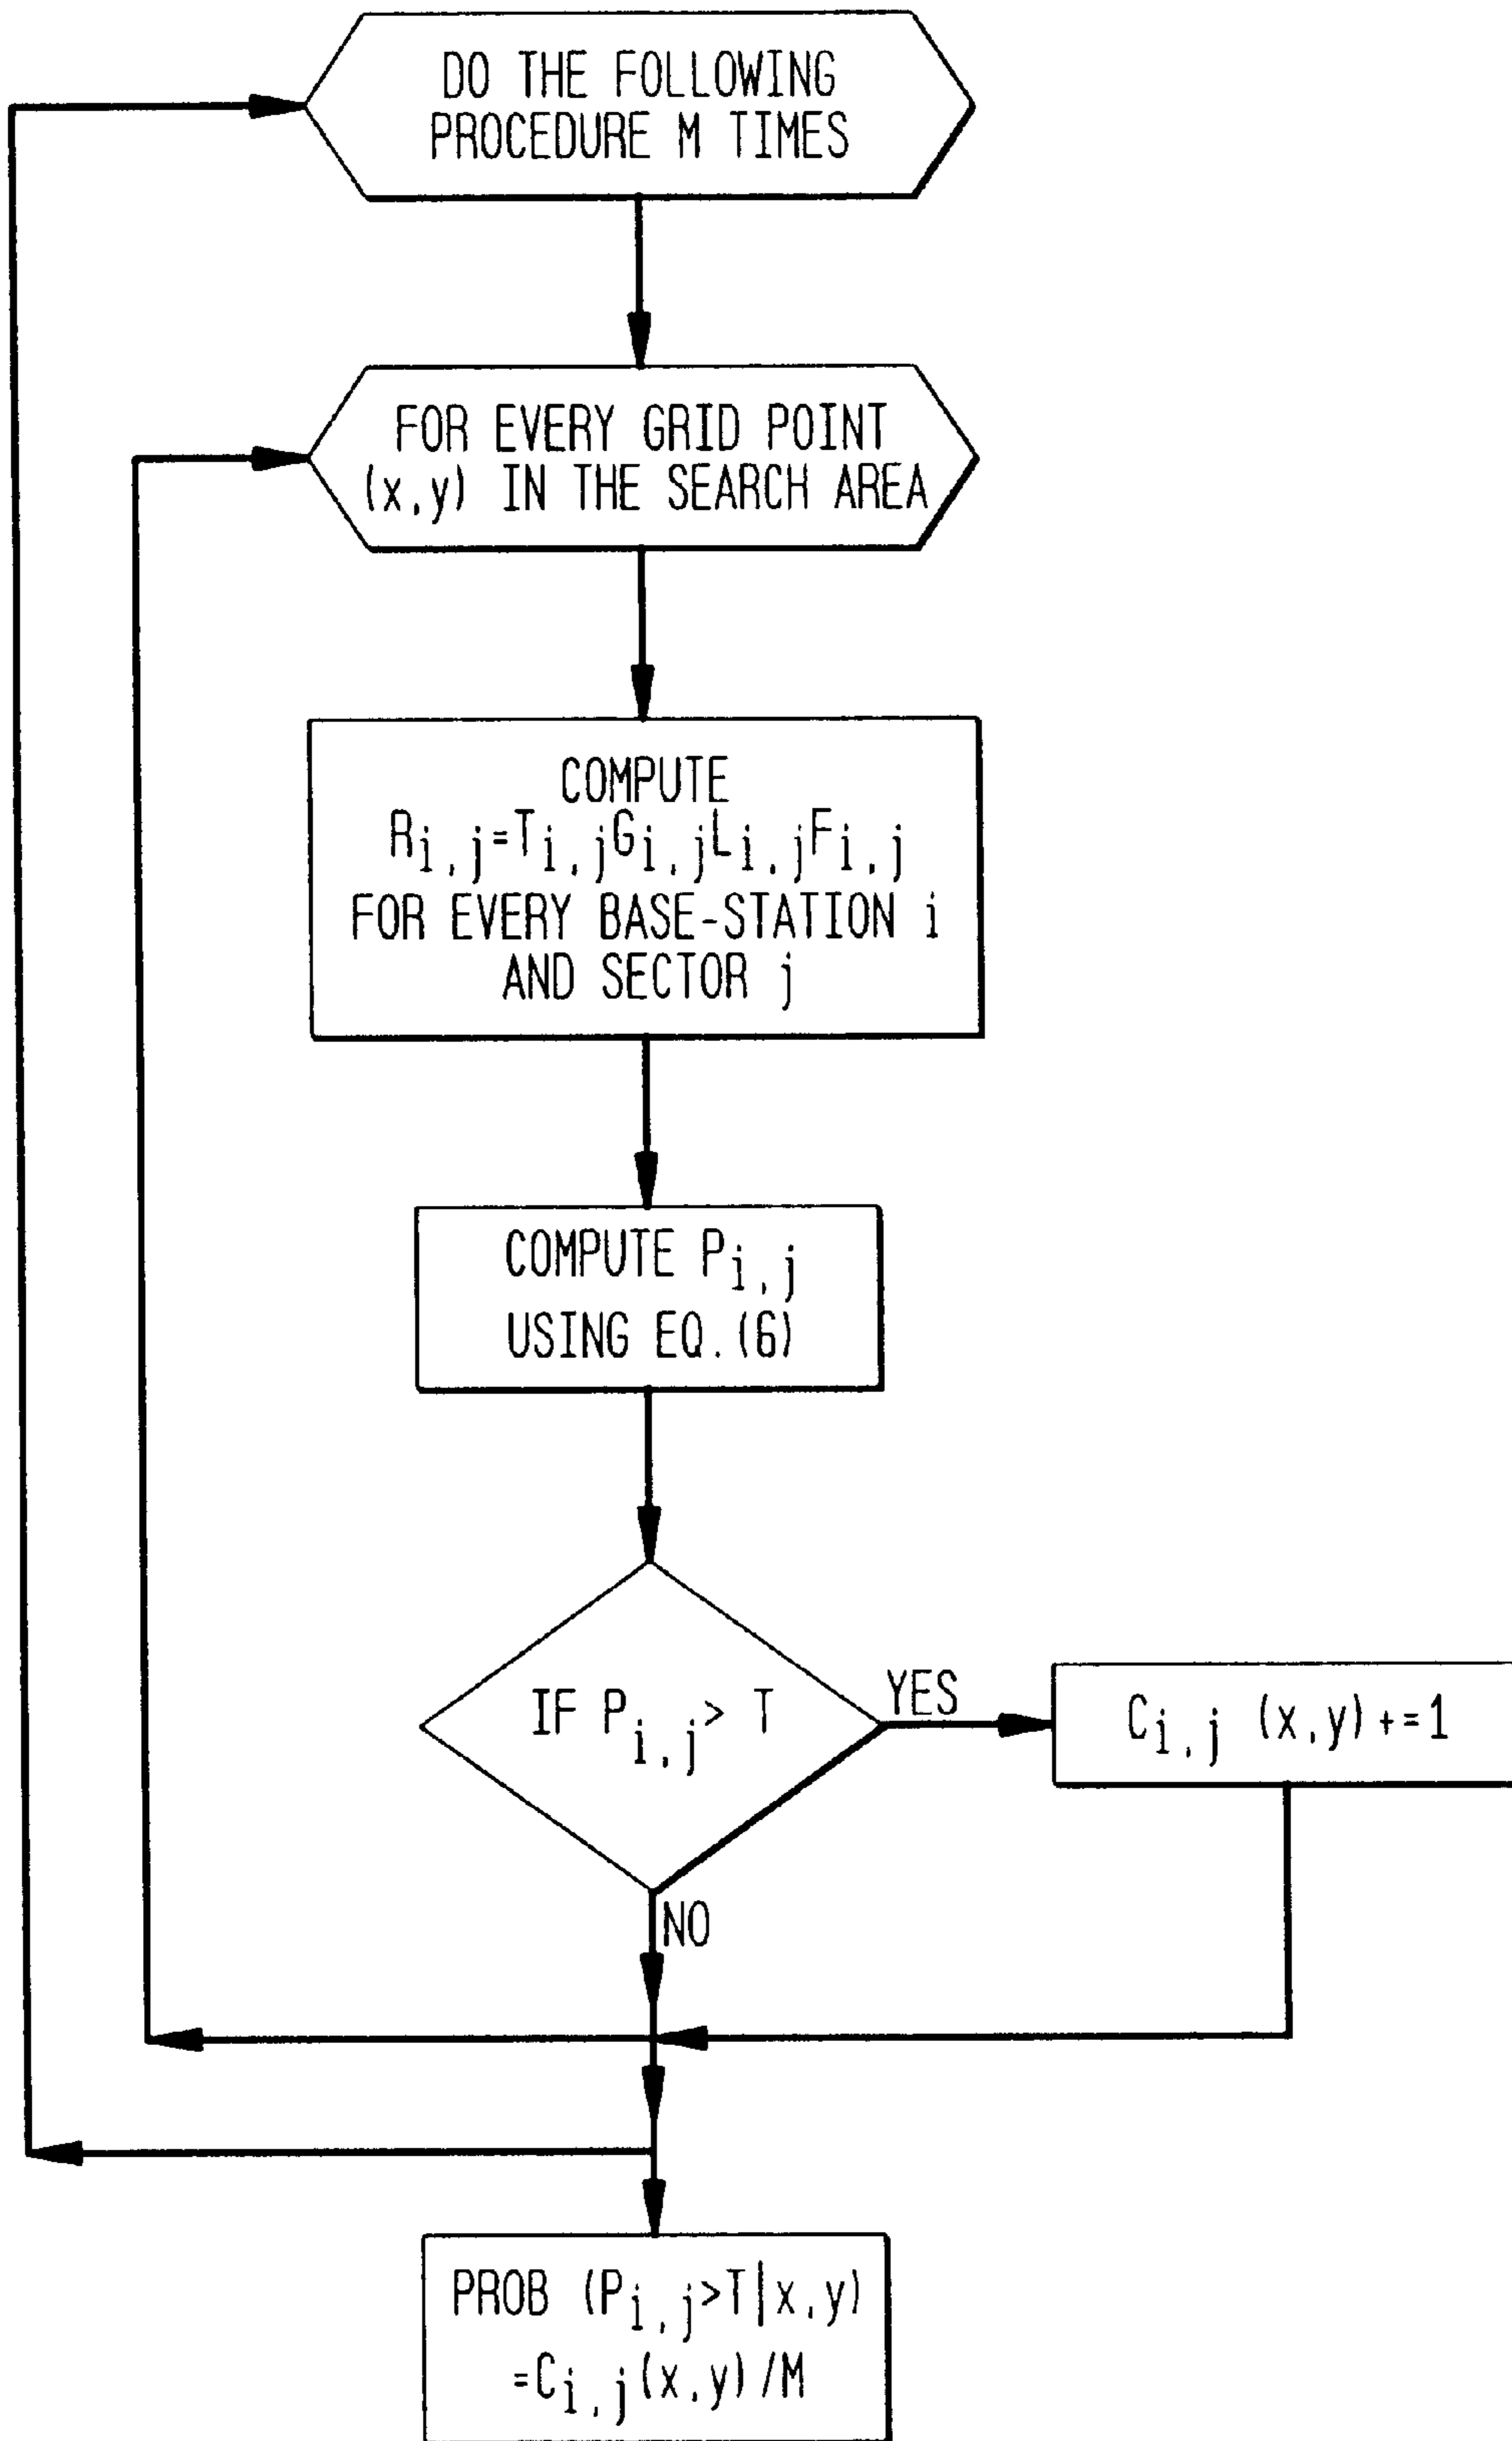 DO THE FOLLOWING
PROCEDURE M TIMES
FOR EVERY GRID POINT
(x,y) IN THE SEARCH AREA
COMPUTE
Ri,j=Ti,jGi,jLi,jFi,j
FOR EVERY BASE-STATION i
AND SECTOR j
COMPUTE Pi,j
USING EQ.(6)
IF Pi,j> T
YES
Ci,j (x,y)+=1
NO
PROB (Pi,j>T|x,y)
=Ci,j(x,y)/M